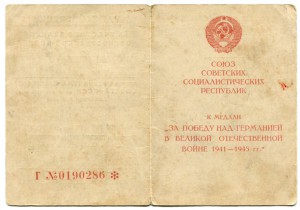 СОЮЗ
СОВЕТСКИХ
СОЦИАЛИСТИЧЕСКИХ
РЕСПУБЛИК
К МЕДАЛИ
„ЗА ПОБЕДУ НАД ГЕРМАНИЕЙ
В ВЕЛИКОЙ ОТЕЧЕСТВЕННОЙ
ВОЙНЕ 1941—1945 гг."
Г №0190286 *